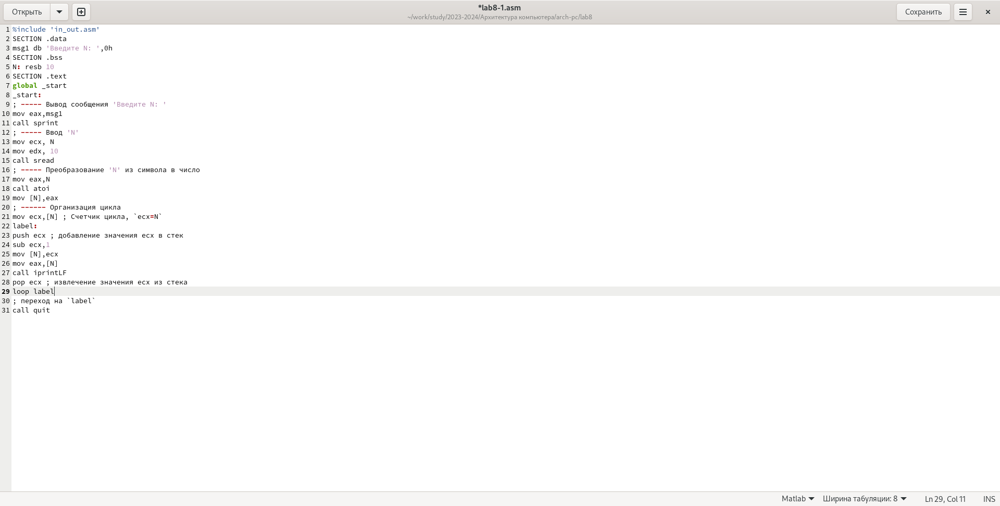 Открыть
*lab8-1.asm
~/work/study/2023-2024/Архитектура компьютера/arch-pc/lab8
Сохранить
1 %include 'in_out.asm'
2 SECTION .data
3 msg1 db 'Введите N: ',0h
4 SECTION .bss
5 N: resb 10
6 SECTION .text
7 global _start
8 _start:
9 ; ----- Вывод сообщения 'Введите N: '
10 mov eax,msg1
11 call sprint
12 ; ----- Ввод 'N'
13 mov ecx, N
14 mov edx, 10
15 call sread
16 ; ----- Преобразование 'N' из символа в число
17 mov eax,N
18 call atoi
19 mov [N],eax
20 ; ------ Организация цикла
21 mov ecx,[N] ; Счетчик цикла, `ecx=N`
22 label:
23 push ecx ; добавление значения ecx в стек
24 sub ecx,1
25 mov [N],ecx
26 mov eax,[N]
27 call iprintLF
28 pop ecx ; извлечение значения ecx из стека
29 loop label
30 ; переход на `label`
31 call quit
Matlab Ширина табуляции: 8 Ln 29, Col 11 INS